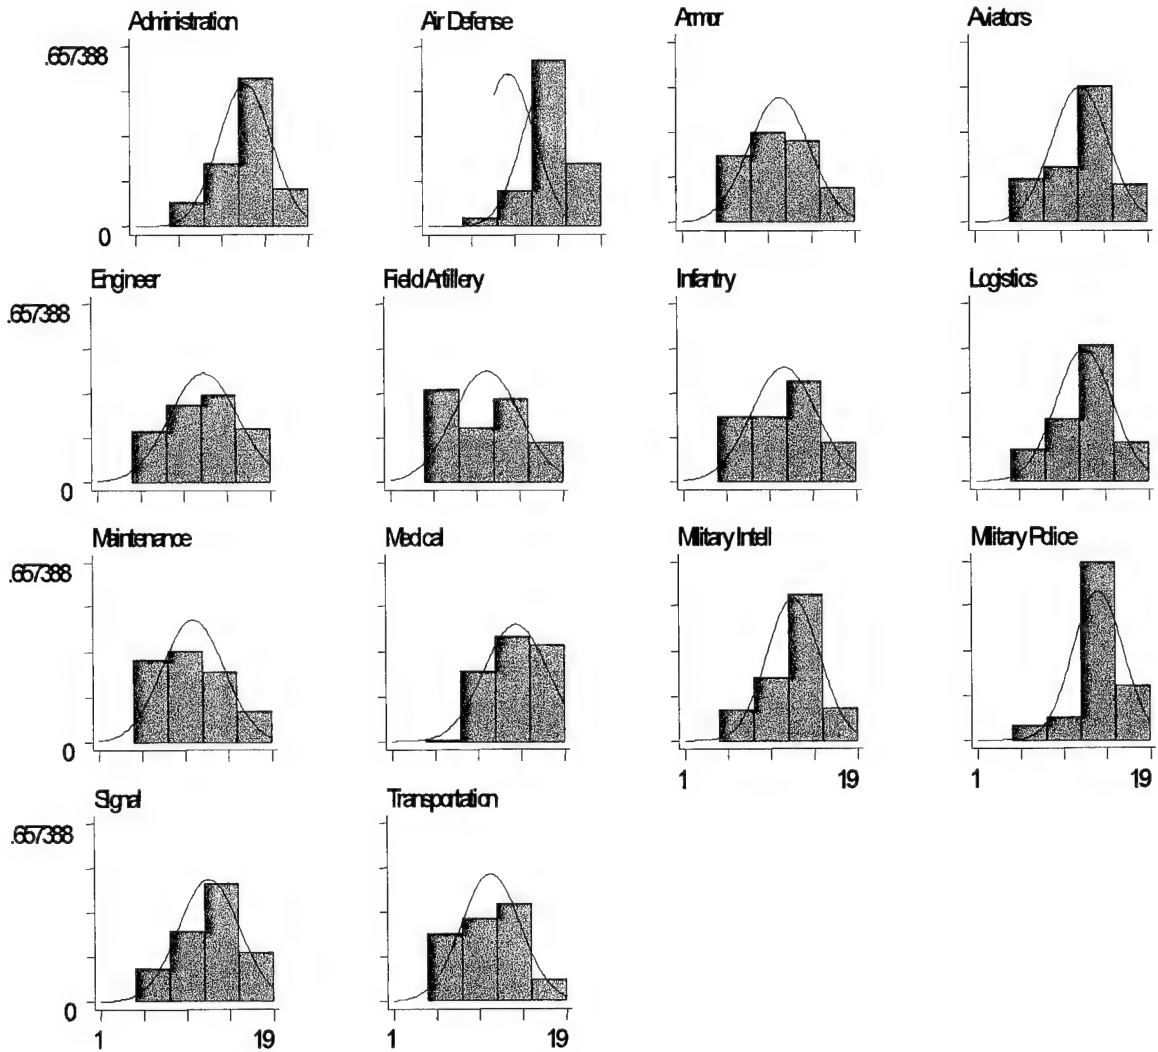 Administration Air Defense Armor Aviators
.657388
0
Engineer Field Artillery Infantry Logistics
.657388
0
Maintenance Medical Military Intell Military Police
.657388
0
1 19 1 19
Signal Transportation
.657388
0
1 19 1 19